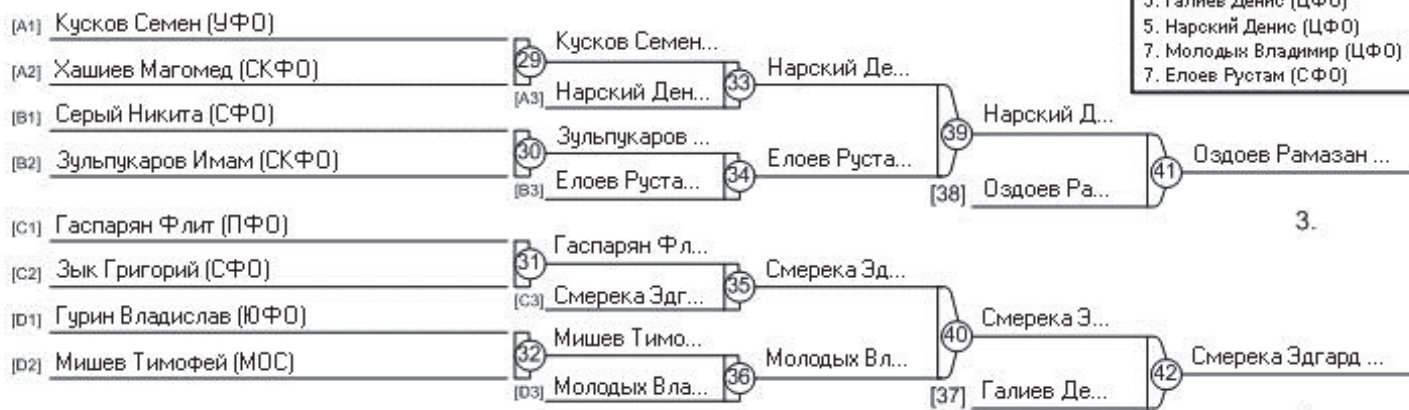 5. Галиев Денис (ЦФО)
5. Нарский Денис (ЦФО)
7. Молодых Владимир (ЦФО)
7. Елоев Рустам (СФО)
[A1] Кусков Семен (УФО)
[A2] Хашиев Магомед (СКФО)
[B1] Серый Никита (СФО)
[B2] Зульпукаров Имам (СКФО)
[C1] Гаспарян Флит (ПФО)
[C2] Зык Григорий (СФО)
[D1] Гурин Владислав (ЮФО)
[D2] Мишев Тимофей (МОС)
29
30
31
32
Кусков Семен...
[A3] Нарский Ден...
Зульпукаров ...
[B3] Елоев Руста...
Гаспарян Фл...
[C3] Смерека Эдг...
Мишев Тимо...
[D3] Молодых Вла...
33
34
35
36
Нарский Де...
Елоев Руста...
Смерека Эд...
Молодых Вл...
39
40
Нарский Д...
[38] Оздоев Ра...
Смерека Э...
[37] Галиев Де...
41
42
Оздоев Рамазан ...
3.
Смерека Эдгард ...